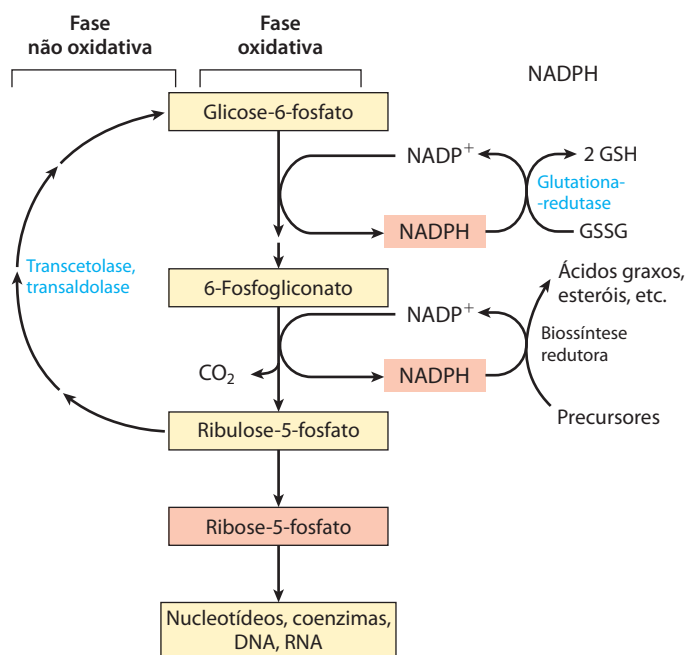 Fase
não oxidativa
Fase
oxidativa
NADPH
Glicose-6-fosfato
NADP+
2 GSH
Glutationa-
-redutase
NADPH
GSSG
Transcetolase,
transaldolase
6-Fosfogliconato
Ácidos graxos,
esteróis, etc.
NADP+
Biossíntese
redutora
CO2
NADPH
Precursores
Ribulose-5-fosfato
Ribose-5-fosfato
Nucleotídeos, coenzimas,
DNA, RNA